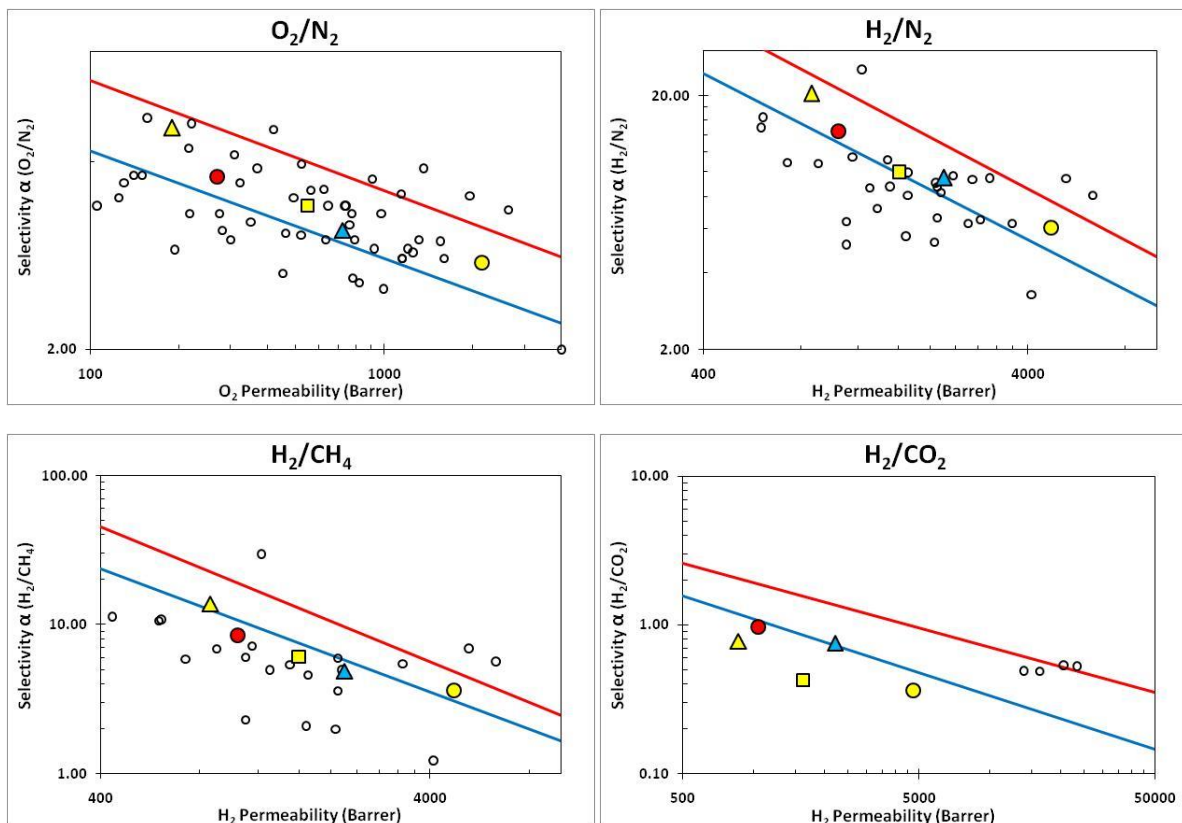 O₂/N₂
Selectivity α (O₂/N₂)
2.00
100
1000
O₂ Permeability (Barrer)
H₂/N₂
Selectivity α (H₂/N₂)
20.00
2.00
400
4000
H₂ Permeability (Barrer)
H₂/CH₄
Selectivity α (H₂/CH₄)
100.00
10.00
1.00
400
4000
H₂ Permeability (Barrer)
H₂/CO₂
Selectivity α (H₂/CO₂)
10.00
1.00
0.10
500
5000
50000
H₂ Permeability (Barrer)